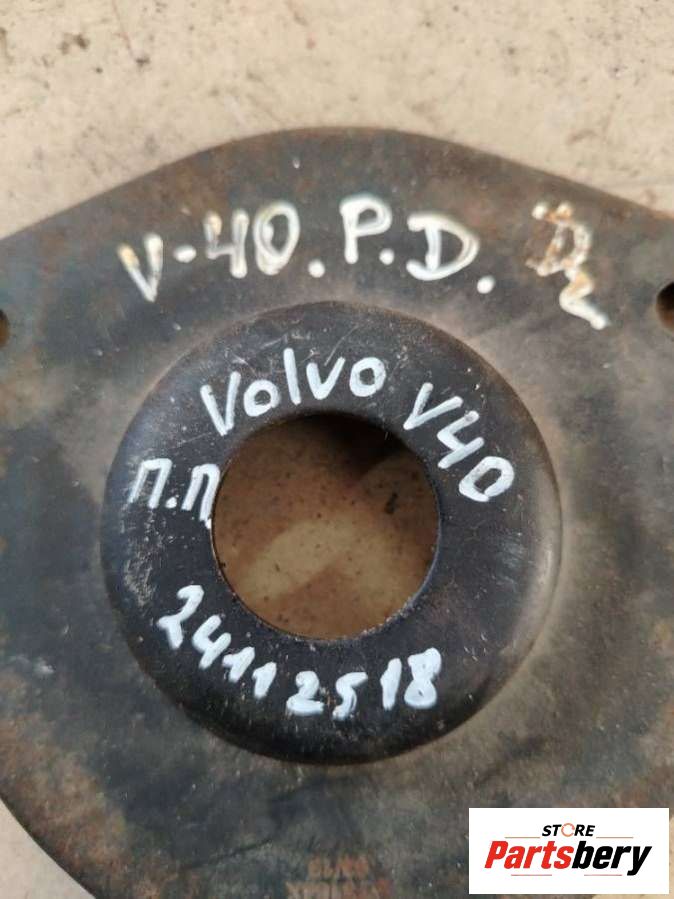 V-40. P.D.
Volvo V40
П.П
24112518
STORE
Partsbery